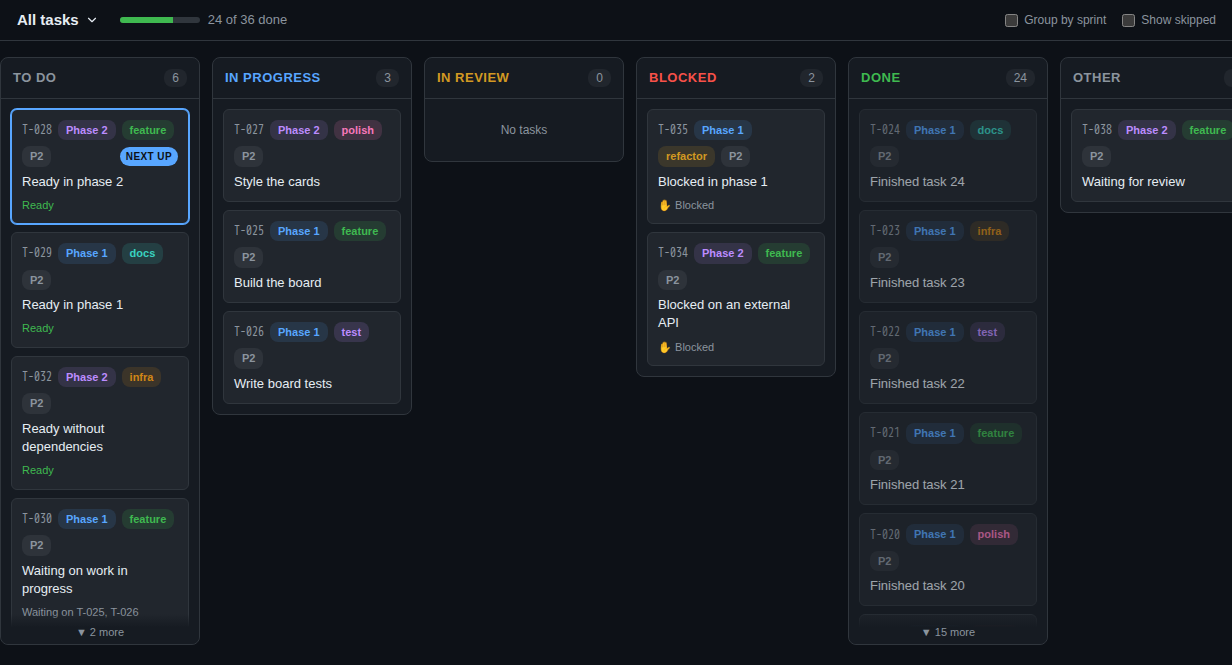 All tasks
24 of 36 done
Group by sprint
Show skipped
TO DO
6
T-028 Phase 2 feature
P2 NEXT UP
Ready in phase 2
Ready
T-029 Phase 1 docs
P2
Ready in phase 1
Ready
T-032 Phase 2 infra
P2
Ready without
dependencies
Ready
T-030 Phase 1 feature
P2
Waiting on work in
progress
Waiting on T-025, T-026
▼ 2 more
IN PROGRESS
3
T-027 Phase 2 polish
P2
Style the cards
T-025 Phase 1 feature
P2
Build the board
T-026 Phase 1 test
P2
Write board tests
IN REVIEW
0
No tasks
BLOCKED
2
T-035 Phase 1
refactor P2
Blocked in phase 1
✋ Blocked
T-034 Phase 2 feature
P2
Blocked on an external
API
✋ Blocked
DONE
24
T-024 Phase 1 docs
P2
Finished task 24
T-023 Phase 1 infra
P2
Finished task 23
T-022 Phase 1 test
P2
Finished task 22
T-021 Phase 1 feature
P2
Finished task 21
T-020 Phase 1 polish
P2
Finished task 20
▼ 15 more
OTHER
T-038 Phase 2 feature
P2
Waiting for review